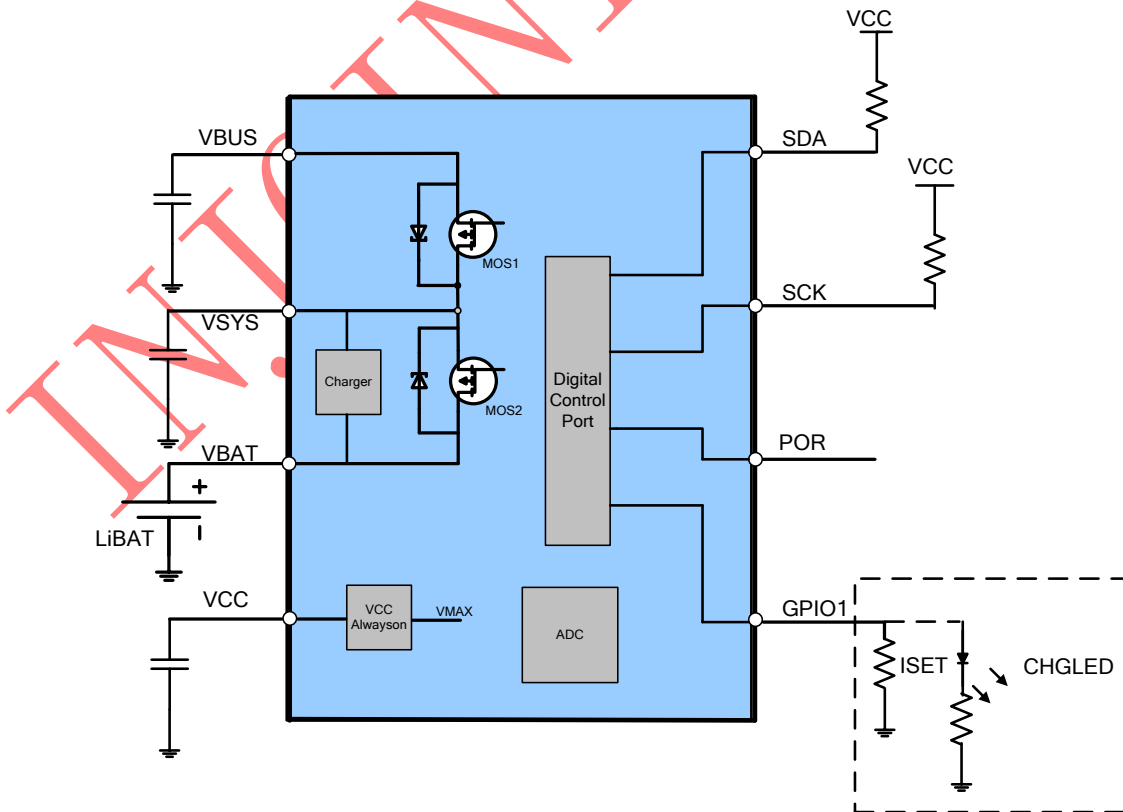 VCC
VBUS
SDA
VCC
MOS1
SCK
VSYS
Charger
MOS2
Digital
Control
Port
VBAT
POR
+
LiBAT
VCC
VCC
Alwayson
VMAX
ADC
GPIO1
ISET
CHGLED